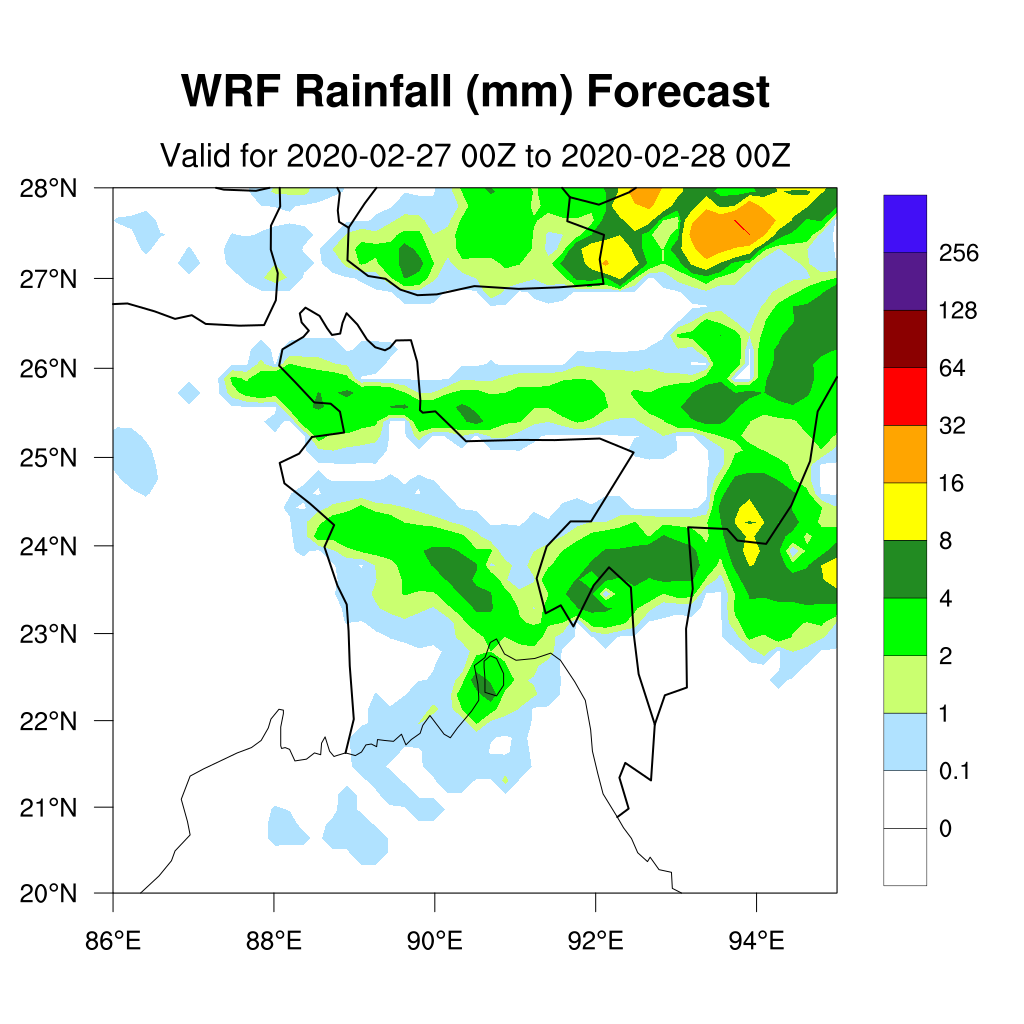 WRF Rainfall (mm) Forecast
Valid for 2020-02-27 00Z to 2020-02-28 00Z
28°N
27°N
26°N
25°N
24°N
23°N
22°N
21°N
20°N
86°E 88°E 90°E 92°E 94°E
256
128
64
32
16
8
4
2
1
0.1
0